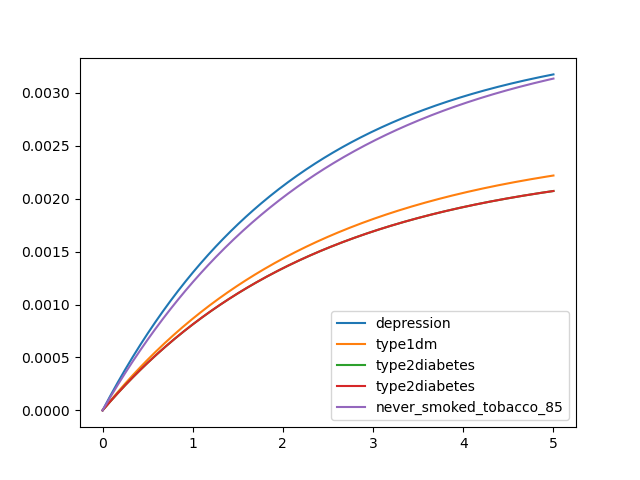 0.0030
0.0025
0.0020
0.0015
0.0010
0.0005
0.0000
0 1 2 3 4 5
depression
type1dm
type2diabetes
type2diabetes
never_smoked_tobacco_85